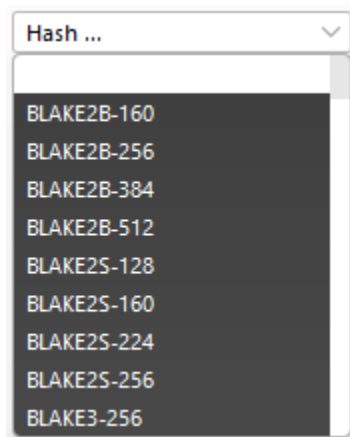 Hash ...
BLAKE2B-160
BLAKE2B-256
BLAKE2B-384
BLAKE2B-512
BLAKE2S-128
BLAKE2S-160
BLAKE2S-224
BLAKE2S-256
BLAKE3-256